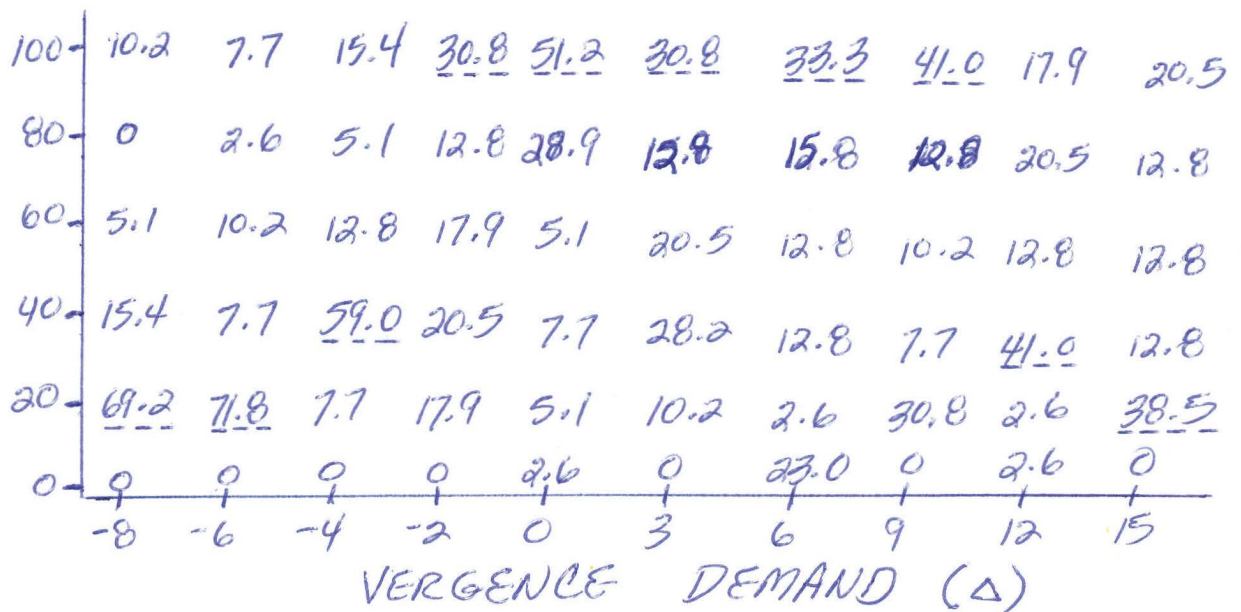 100 10.2 7.7 15.4 30.8 51.2 30.8 33.3 41.0 17.9 20.5
80 0 2.6 5.1 12.8 28.9 12.8 15.8 12.8 20.5 12.8
60 5.1 10.2 12.8 17.9 5.1 20.5 12.8 10.2 12.8 12.8
40 15.4 7.7 59.0 20.5 7.7 28.2 12.8 7.7 41.0 12.8
20 69.2 71.8 7.7 17.9 5.1 10.2 2.6 30.8 2.6 38.5
0 0 0 0 0 2.6 0 23.0 0 2.6 0
-8 -6 -4 -2 0 3 6 9 12 15
VERGENCE DEMAND (Δ)